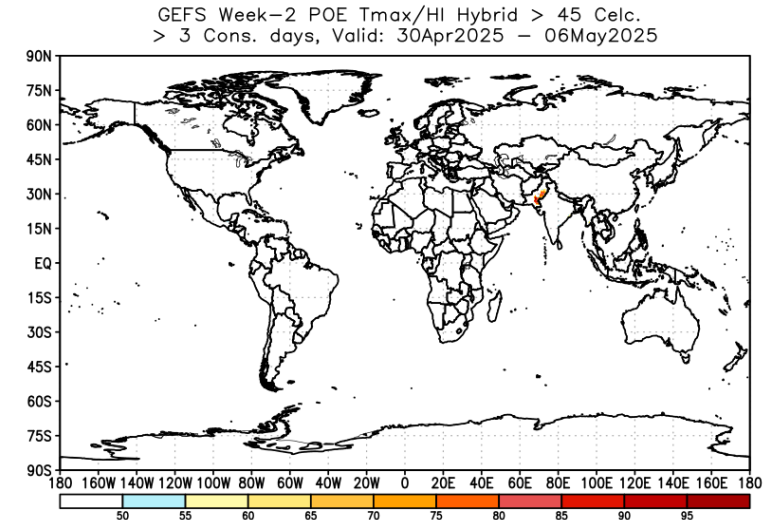 GEFS Week-2 POE Tmax/HI Hybrid > 45 Celc.
> 3 Cons. days, Valid: 30Apr2025 - 06May2025
90N
75N
60N
45N
30N
15N
EQ
15S
30S
45S
60S
75S
90S
180 160W 140W 120W 100W 80W 60W 40W 20W 0 20E 40E 60E 80E 100E 120E 140E 160E 180
50 55 60 65 70 75 80 85 90 95